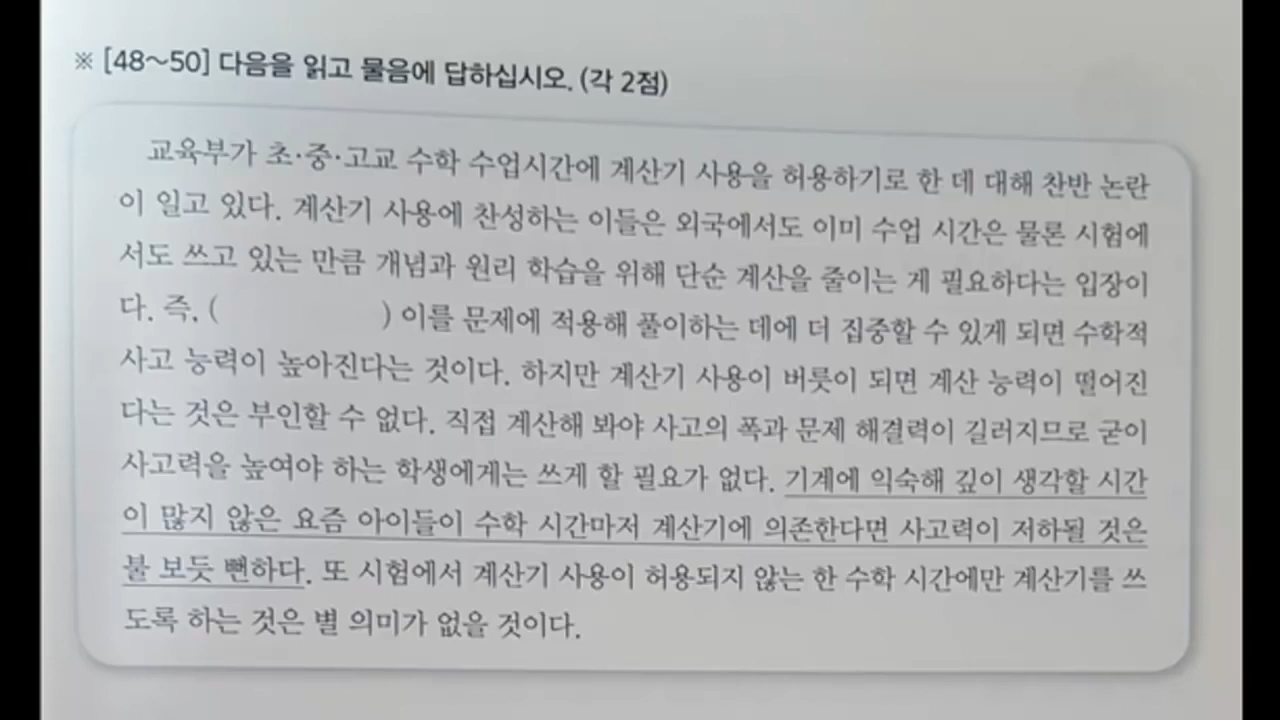 ※ [48~50] 다음을 읽고 물음에 답하십시오. (각 2점)
교육부가 초·중·고교 수학 수업시간에 계산기 사용을 허용하기로 한 데 대해 찬반 논란
이 일고 있다. 계산기 사용에 찬성하는 이들은 외국에서도 이미 수업 시간은 물론 시험에
서도 쓰고 있는 만큼 개념과 원리 학습을 위해 단순 계산을 줄이는 게 필요하다는 입장이
다. 즉, (          ) 이를 문제에 적용해 풀이하는 데에 더 집중할 수 있게 되면 수학적
사고 능력이 높아진다는 것이다. 하지만 계산기 사용이 버릇이 되면 계산 능력이 떨어진
다는 것은 부인할 수 없다. 직접 계산해 봐야 사고의 폭과 문제 해결력이 길러지므로 굳이
사고력을 높여야 하는 학생에게는 쓰게 할 필요가 없다. 기계에 익숙해 깊이 생각할 시간
이 많지 않은 요즘 아이들이 수학 시간마저 계산기에 의존한다면 사고력이 저하될 것은
불 보듯 뻔하다. 또 시험에서 계산기 사용이 허용되지 않는 한 수학 시간에만 계산기를 쓰
도록 하는 것은 별 의미가 없을 것이다.